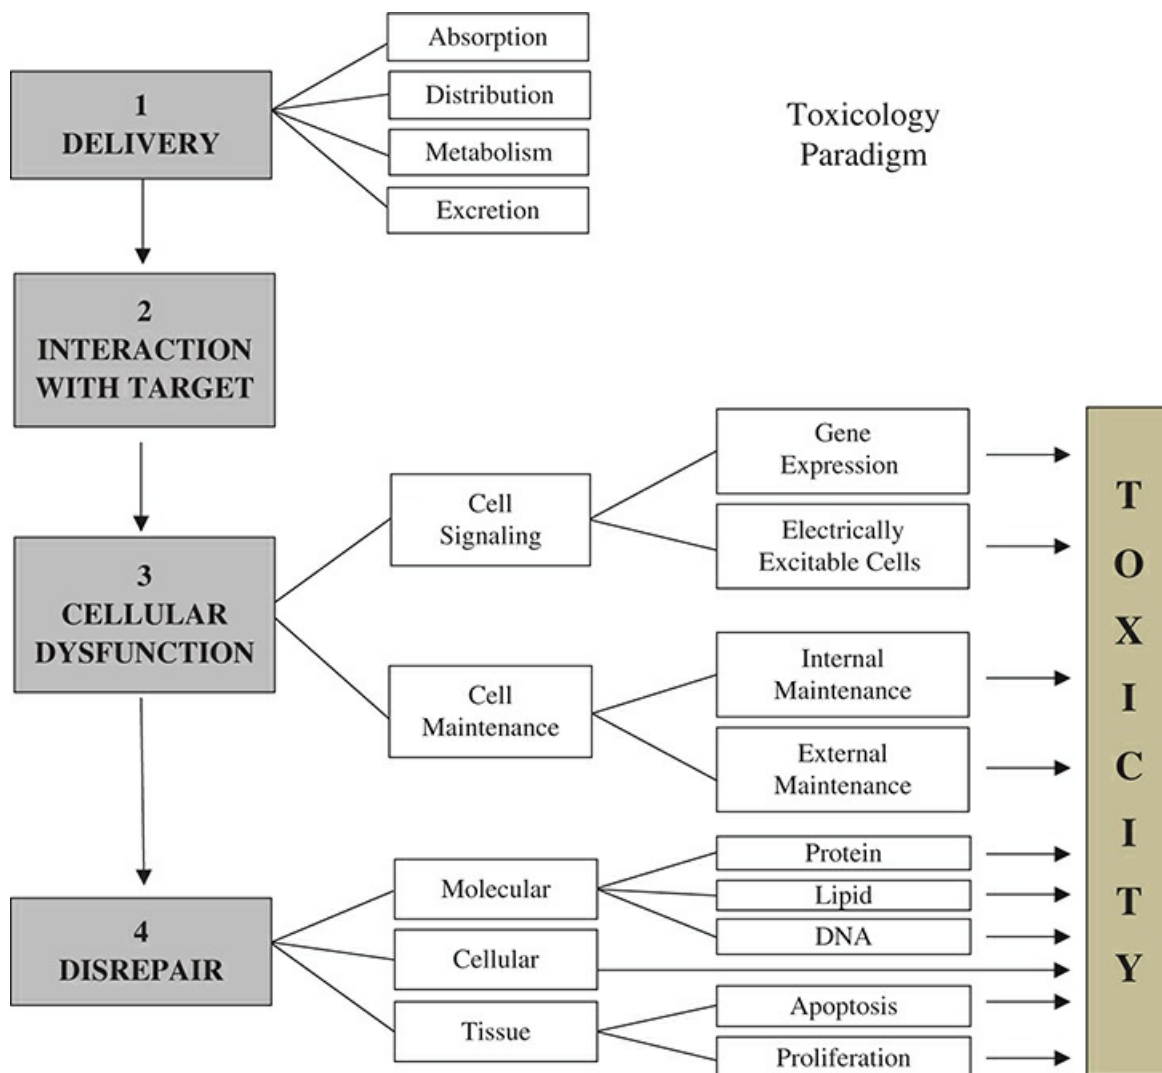 Absorption
1
DELIVERY
Distribution
Metabolism
Excretion
Toxicology
Paradigm
2
INTERACTION
WITH TARGET
3
CELLULAR
DYSFUNCTION
Cell
Signaling
Gene
Expression
Electrically
Excitable Cells
Cell
Maintenance
Internal
Maintenance
External
Maintenance
4
DISREPAIR
Molecular
Protein
Lipid
DNA
Cellular
Tissue
Apoptosis
Proliferation
T
O
X
I
C
I
T
Y